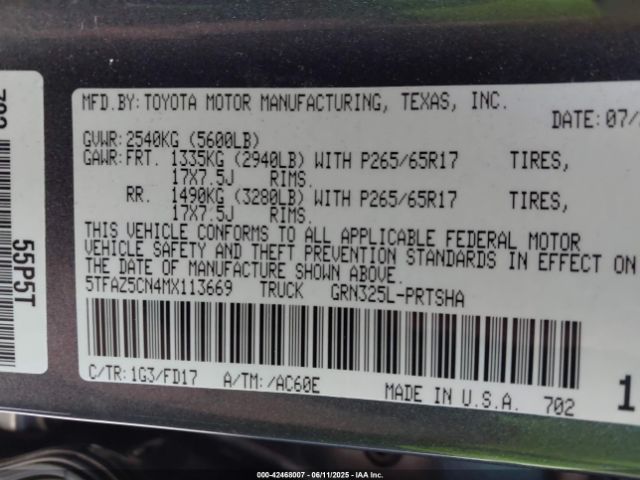 MFD.BY:TOYOTA MOTOR MANUFACTURING, TEXAS, INC.
DATE:07/
GVWR:2540KG (5600LB)
GAWR:FRT. 1335KG (2940LB) WITH P265/65R17 TIRES,
17X7.5J RIMS.
RR. 1490KG (3280LB) WITH P265/65R17 TIRES,
17X7.5J RIMS.
THIS VEHICLE CONFORMS TO ALL APPLICABLE FEDERAL MOTOR
VEHICLE SAFETY AND THEFT PREVENTION STANDARDS IN EFFECT ON
THE DATE OF MANUFACTURE SHOWN ABOVE.
5TFAZ5CN4MX113669 TRUCK GRN325L-PRTSHA
C/TR:1G3/FD17 A/TM:/AC60E
MADE IN U.S.A. 702
1
55P5T
000-42468007 - 06/11/2025 - IAA Inc.